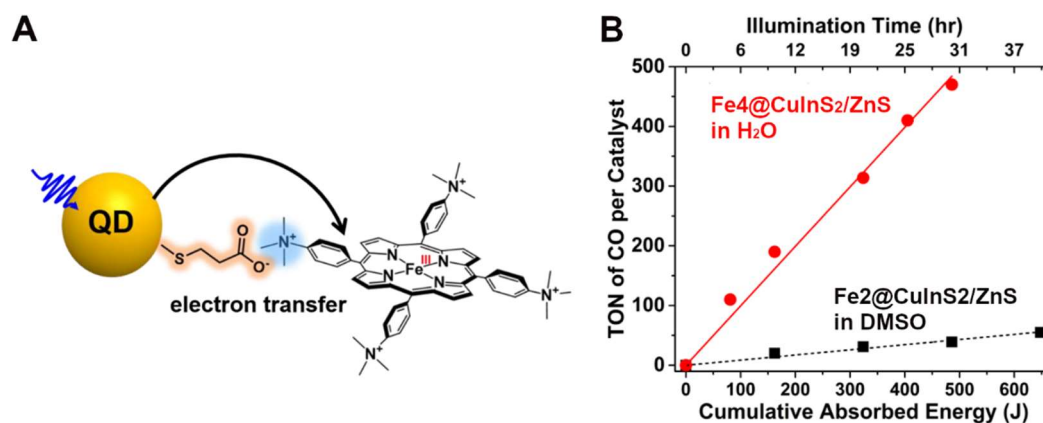 A
QD
S
O
O-
N+
N+
N+
N+
N
N
N
N
Fe
III
electron transfer
B
Illumination Time (hr)
0 6 12 20 25 31 37
500
400
300
200
100
0
TON of CO per Catalyst
Fe4@CuInS2/ZnS
in H2O
Fe2@CuInS2/ZnS
in DMSO
0 100 200 300 400 500 600
Cumulative Absorbed Energy (J)